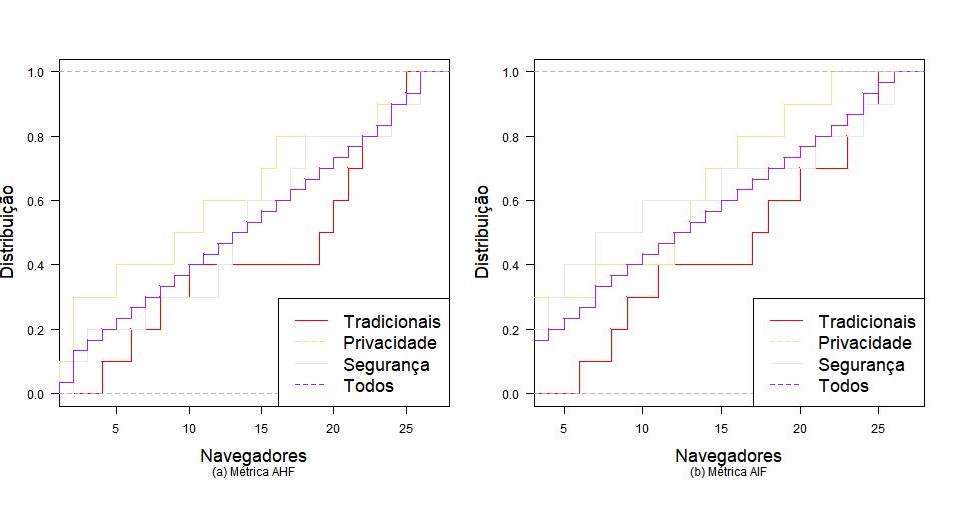 Distribuição
1.0
0.8
0.6
0.4
0.2
0.0
5 10 15 20 25
Tradicionais
Privacidade
Segurança
Todos
Navegadores
(a) Métrica AHF
Distribuição
1.0
0.8
0.6
0.4
0.2
0.0
5 10 15 20 25
Tradicionais
Privacidade
Segurança
Todos
Navegadores
(b) Métrica AIF